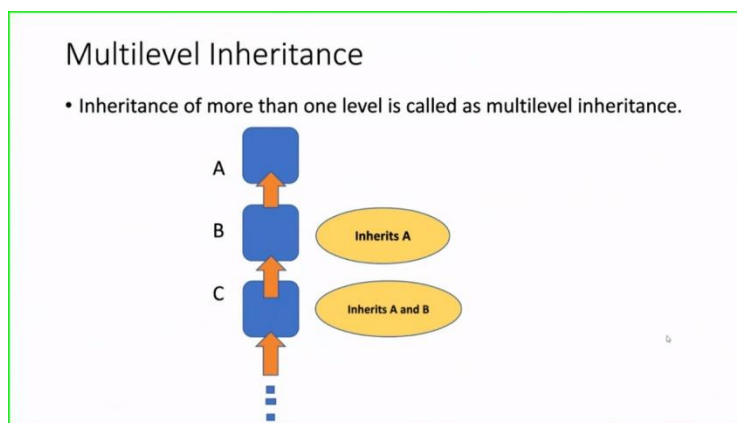 Multilevel Inheritance
• Inheritance of more than one level is called as multilevel inheritance.
A
B
Inherits A
C
Inherits A and B